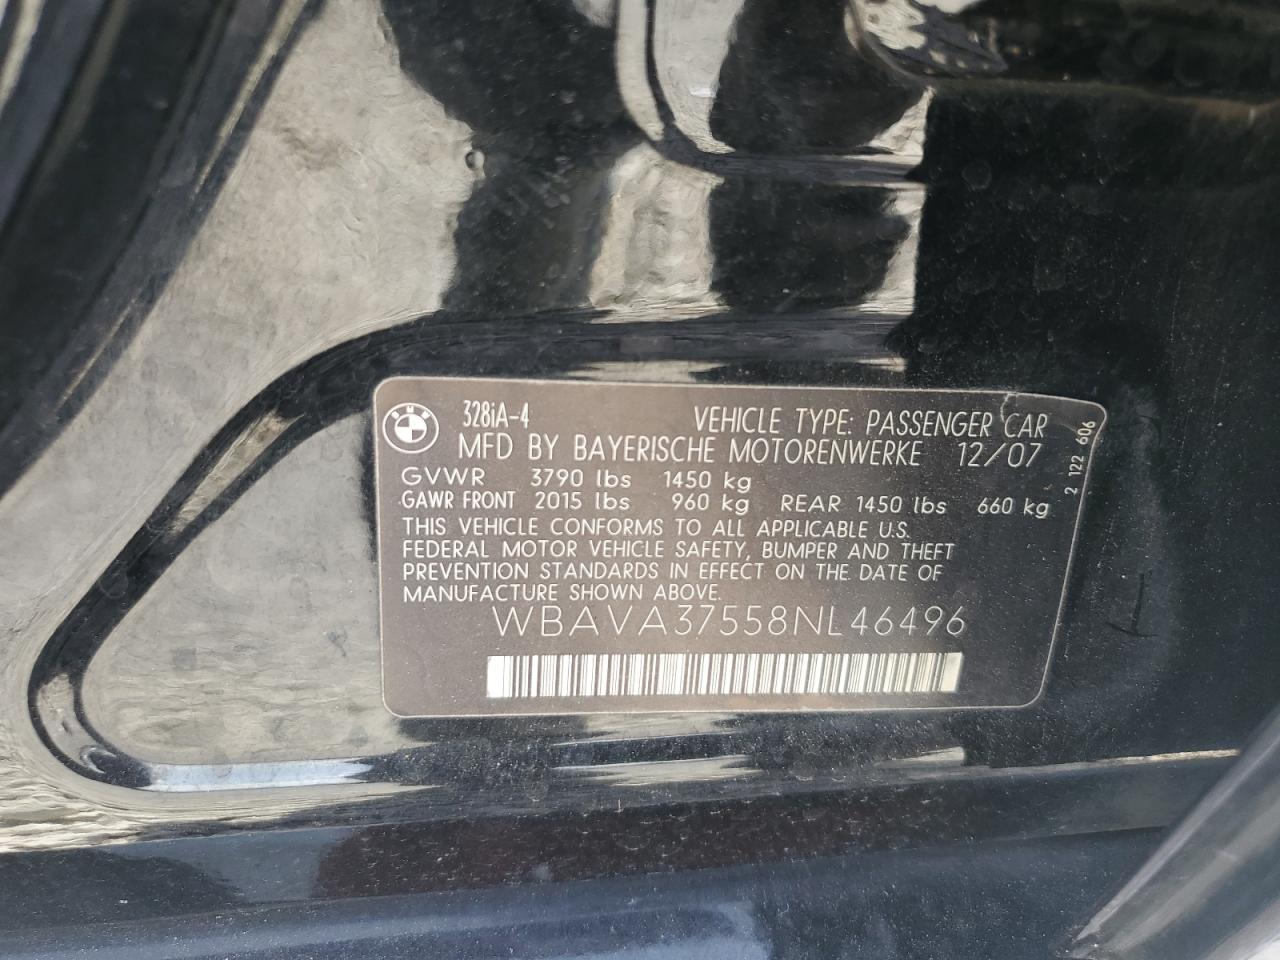 BMW
328iA-4
VEHICLE TYPE: PASSENGER CAR
MFD BY BAYERISCHE MOTORENWERKE 12/07
GVWR 3790 lbs 1450 kg
GAWR FRONT 2015 lbs 960 kg REAR 1450 lbs 660 kg
THIS VEHICLE CONFORMS TO ALL APPLICABLE U.S.
FEDERAL MOTOR VEHICLE SAFETY, BUMPER AND THEFT
PREVENTION STANDARDS IN EFFECT ON THE DATE OF
MANUFACTURE SHOWN ABOVE.
WBAVA37558NL46496
2 122 606